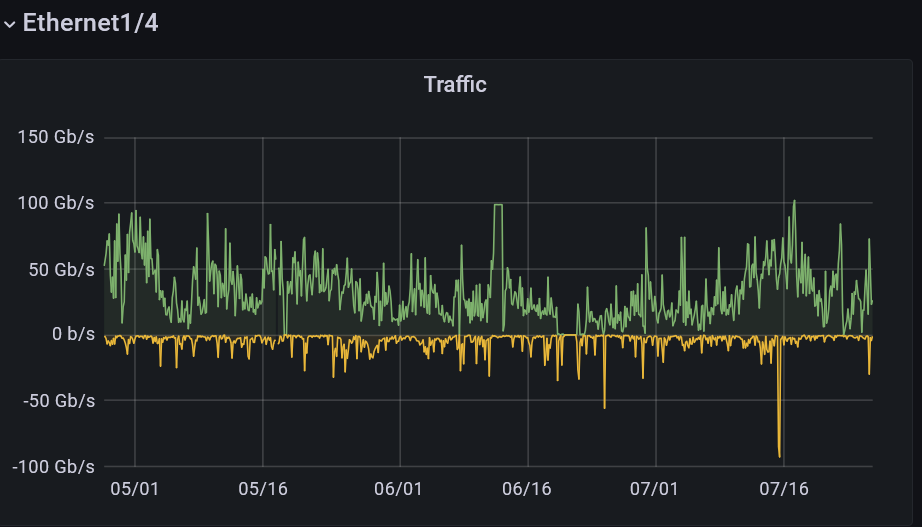 Ethernet1/4
Traffic
150 Gb/s
100 Gb/s
50 Gb/s
0 b/s
-50 Gb/s
-100 Gb/s
05/01 05/16 06/01 06/16 07/01 07/16